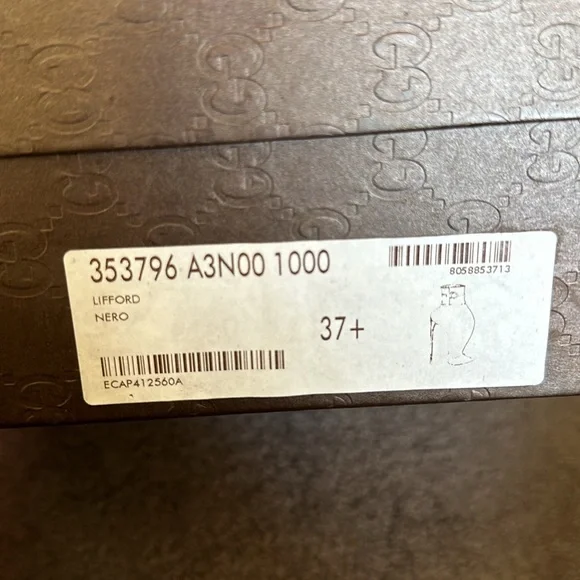 353796 A3N00 1000
8058853713
LIFFORD
NERO
37+
ECAP412560A